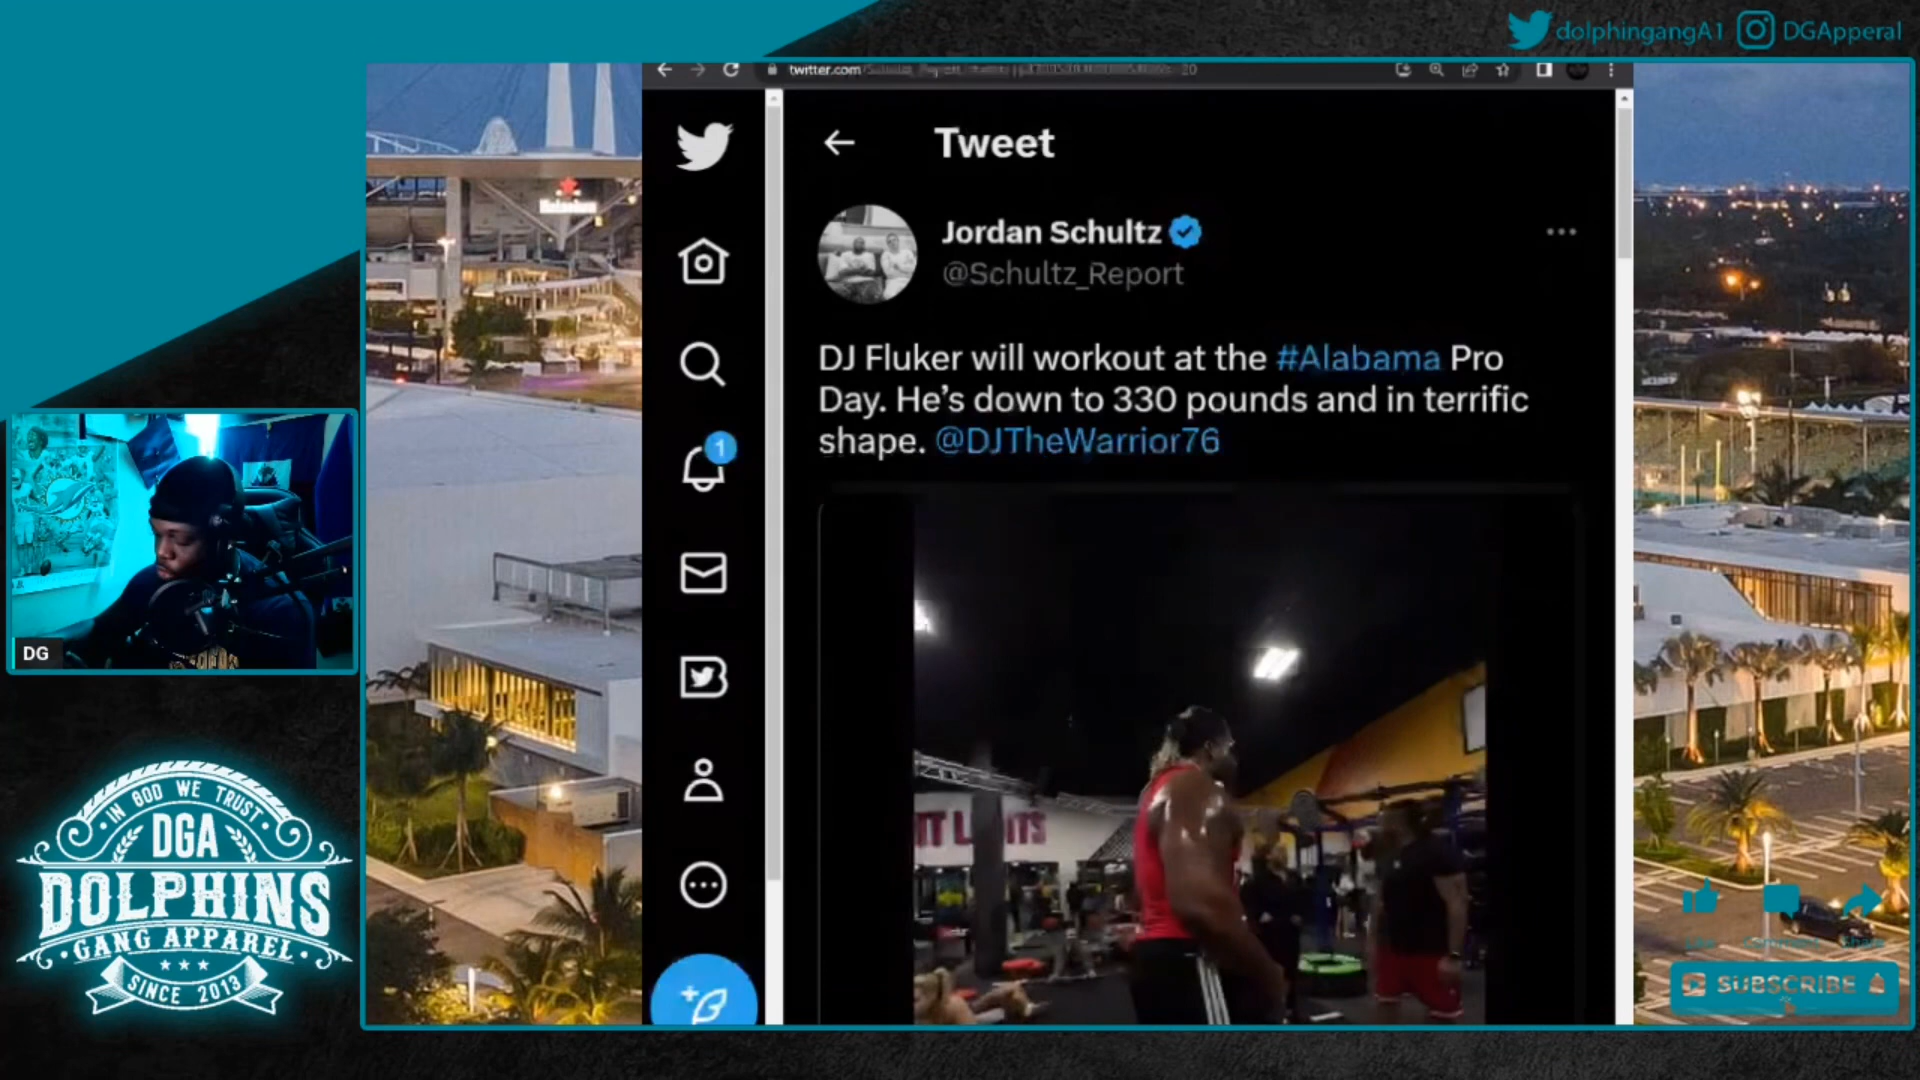 dolphingangA1 DGApperal
twitter.com
Tweet
Jordan Schultz
@Schultz_Report
DJ Fluker will workout at the #Alabama Pro
Day. He's down to 330 pounds and in terrific
shape. @DJTheWarrior76
1
DG
IN GOD WE TRUST
DGA
DOLPHINS
GANG APPAREL
SINCE 2013
SUBSCRIBE